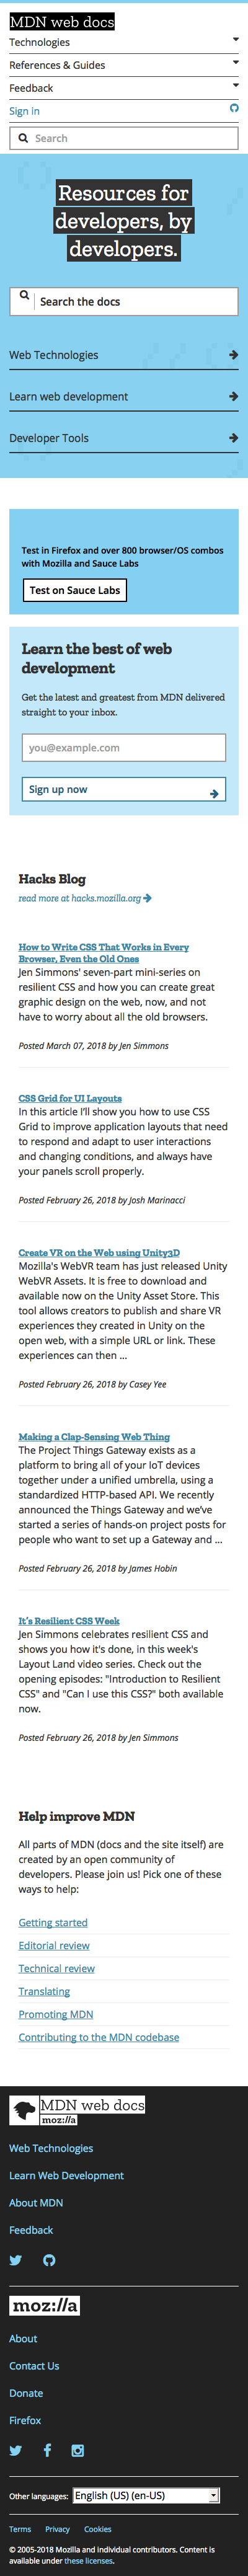 MDN web docs
Technologies
References & Guides
Feedback
Sign in
Search
Resources for
developers, by
developers.
Search the docs
Web Technologies
Learn web development
Developer Tools
Test in Firefox and over 800 browser/OS combos
with Mozilla and Sauce Labs
Test on Sauce Labs
Learn the best of web
development
Get the latest and greatest from MDN delivered
straight to your inbox.
you@example.com
Sign up now
Hacks Blog
read more at hacks.mozilla.org
How to Write CSS That Works in Every
Browser, Even the Old Ones
Jen Simmons' seven-part mini-series on
resilient CSS and how you can create great
graphic design on the web, now, and not
have to worry about all the old browsers.
Posted March 07, 2018 by Jen Simmons
CSS Grid for UI Layouts
In this article I'll show you how to use CSS
Grid to improve application layouts that need
to respond and adapt to user interactions
and changing conditions, and always have
your panels scroll properly.
Posted February 26, 2018 by Josh Marinacci
Create VR on the Web using Unity3D
Mozilla's WebVR team has just released Unity
WebVR Assets. It is free to download and
available now on the Unity Asset Store. This
tool allows creators to publish and share VR
experiences they created in Unity on the
open web, with a simple URL or link. These
experiences can then ...
Posted February 26, 2018 by Casey Yee
Making a Clap-Sensing Web Thing
The Project Things Gateway exists as a
platform to bring all of your IoT devices
together under a unified umbrella, using a
standardized HTTP-based API. We recently
announced the Things Gateway and we've
started a series of hands-on project posts for
people who want to set up a Gateway and ...
Posted February 26, 2018 by James Hobin
It's Resilient CSS Week
Jen Simmons celebrates resilient CSS and
shows you how it's done, in this week's
Layout Land video series. Check out the
opening episodes: "Introduction to Resilient
CSS" and "Can I use this CSS?" both available
now.
Posted February 26, 2018 by Jen Simmons
Help improve MDN
All parts of MDN (docs and the site itself) are
created by an open community of
developers. Please join us! Pick one of these
ways to help:
Getting started
Editorial review
Technical review
Translating
Promoting MDN
Contributing to the MDN codebase
MDN web docs
moz://a
Web Technologies
Learn Web Development
About MDN
Feedback
moz://a
About
Contact Us
Donate
Firefox
Other languages: English (US) (en-US)
Terms Privacy Cookies
© 2005-2018 Mozilla and individual contributors. Content is
available under these licenses.